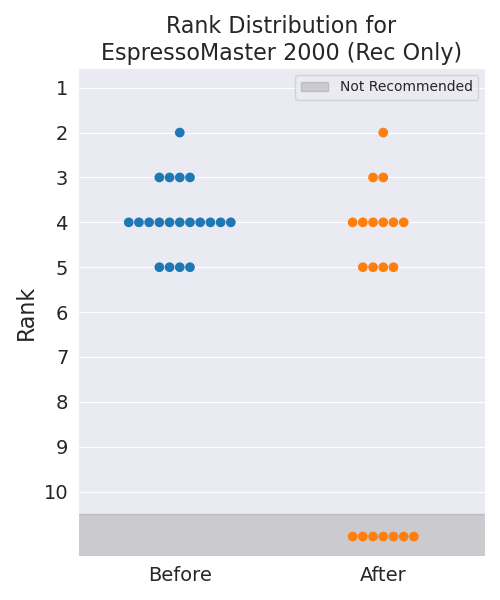 Rank Distribution for
EspressoMaster 2000 (Rec Only)
Not Recommended
1
2
3
4
5
6
7
8
9
10
Rank
Before
After